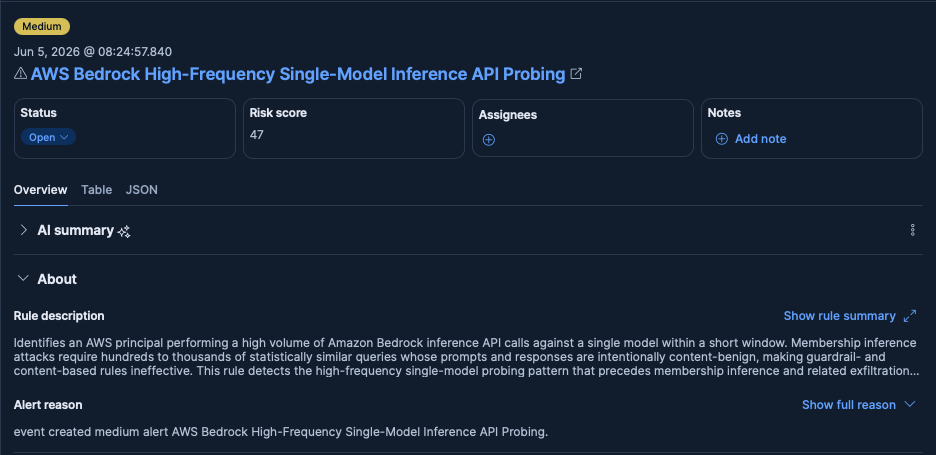 Medium
Jun 5, 2026 @ 08:24:57.840
AWS Bedrock High-Frequency Single-Model Inference API Probing
Status
Open
Risk score
47
Assignees
Notes
Add note
Overview Table JSON
AI summary
About
Rule description
Show rule summary
Identifies an AWS principal performing a high volume of Amazon Bedrock inference API calls against a single model within a short window. Membership inference
attacks require hundreds to thousands of statistically similar queries whose prompts and responses are intentionally content-benign, making guardrail- and
content-based rules ineffective. This rule detects the high-frequency single-model probing pattern that precedes membership inference and related exfiltration...
Alert reason
Show full reason
event created medium alert AWS Bedrock High-Frequency Single-Model Inference API Probing.